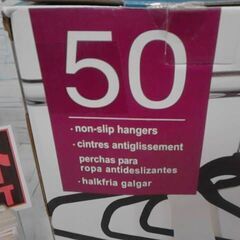 50
- non-slip hangers
- cintres antiglissement
perchas para
ropa antideslizantes
- halkfria galgar